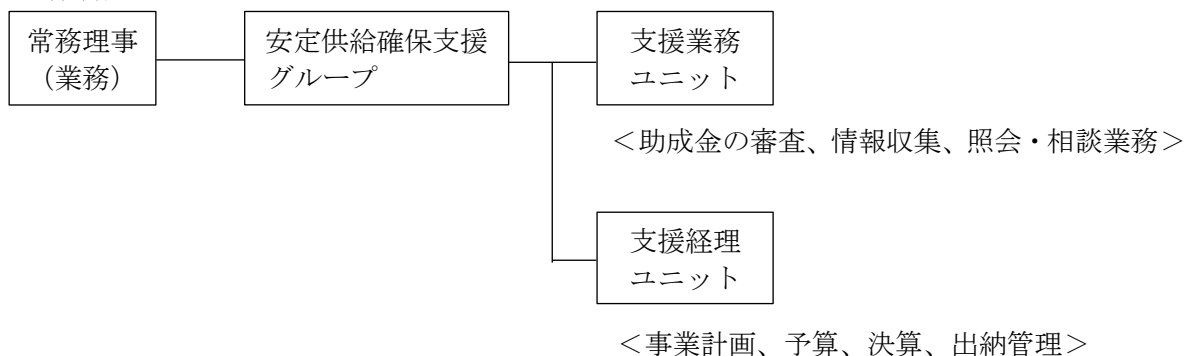 常務理事
（業務）
安定供給確保支援
グループ
支援業務
ユニット
＜助成金の審査、情報収集、照会・相談業務＞
支援経理
ユニット
＜事業計画、予算、決算、出納管理＞